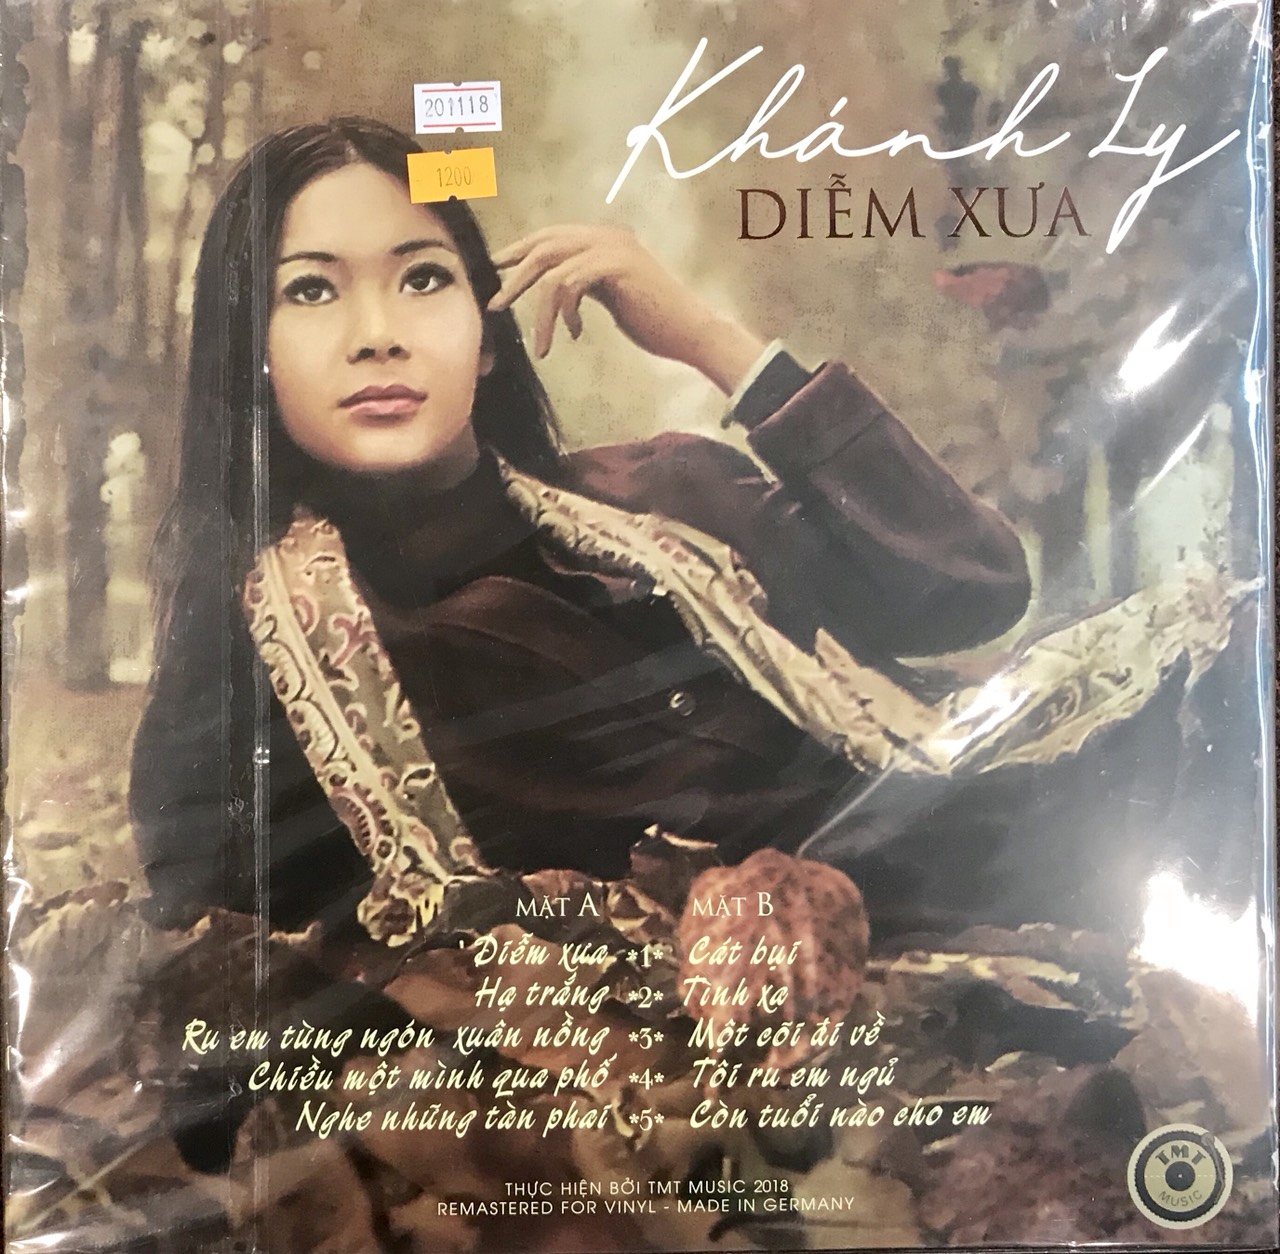 201118
1200
Khánh Ly
DIỄM XƯA
MẶT A MẶT B
Diễm xưa *1* Cát bụi
Hạ trắng *2* Tình xa
Ru em từng ngón xuân nồng *3* Một cõi đi về
Chiều một mình qua phố *4* Tôi ru em ngủ
Nghe những tàn phai *5* Còn tuổi nào cho em
THỰC HIỆN BỞI TMT MUSIC 2018
REMASTERED FOR VINYL - MADE IN GERMANY
TMT
MUSIC